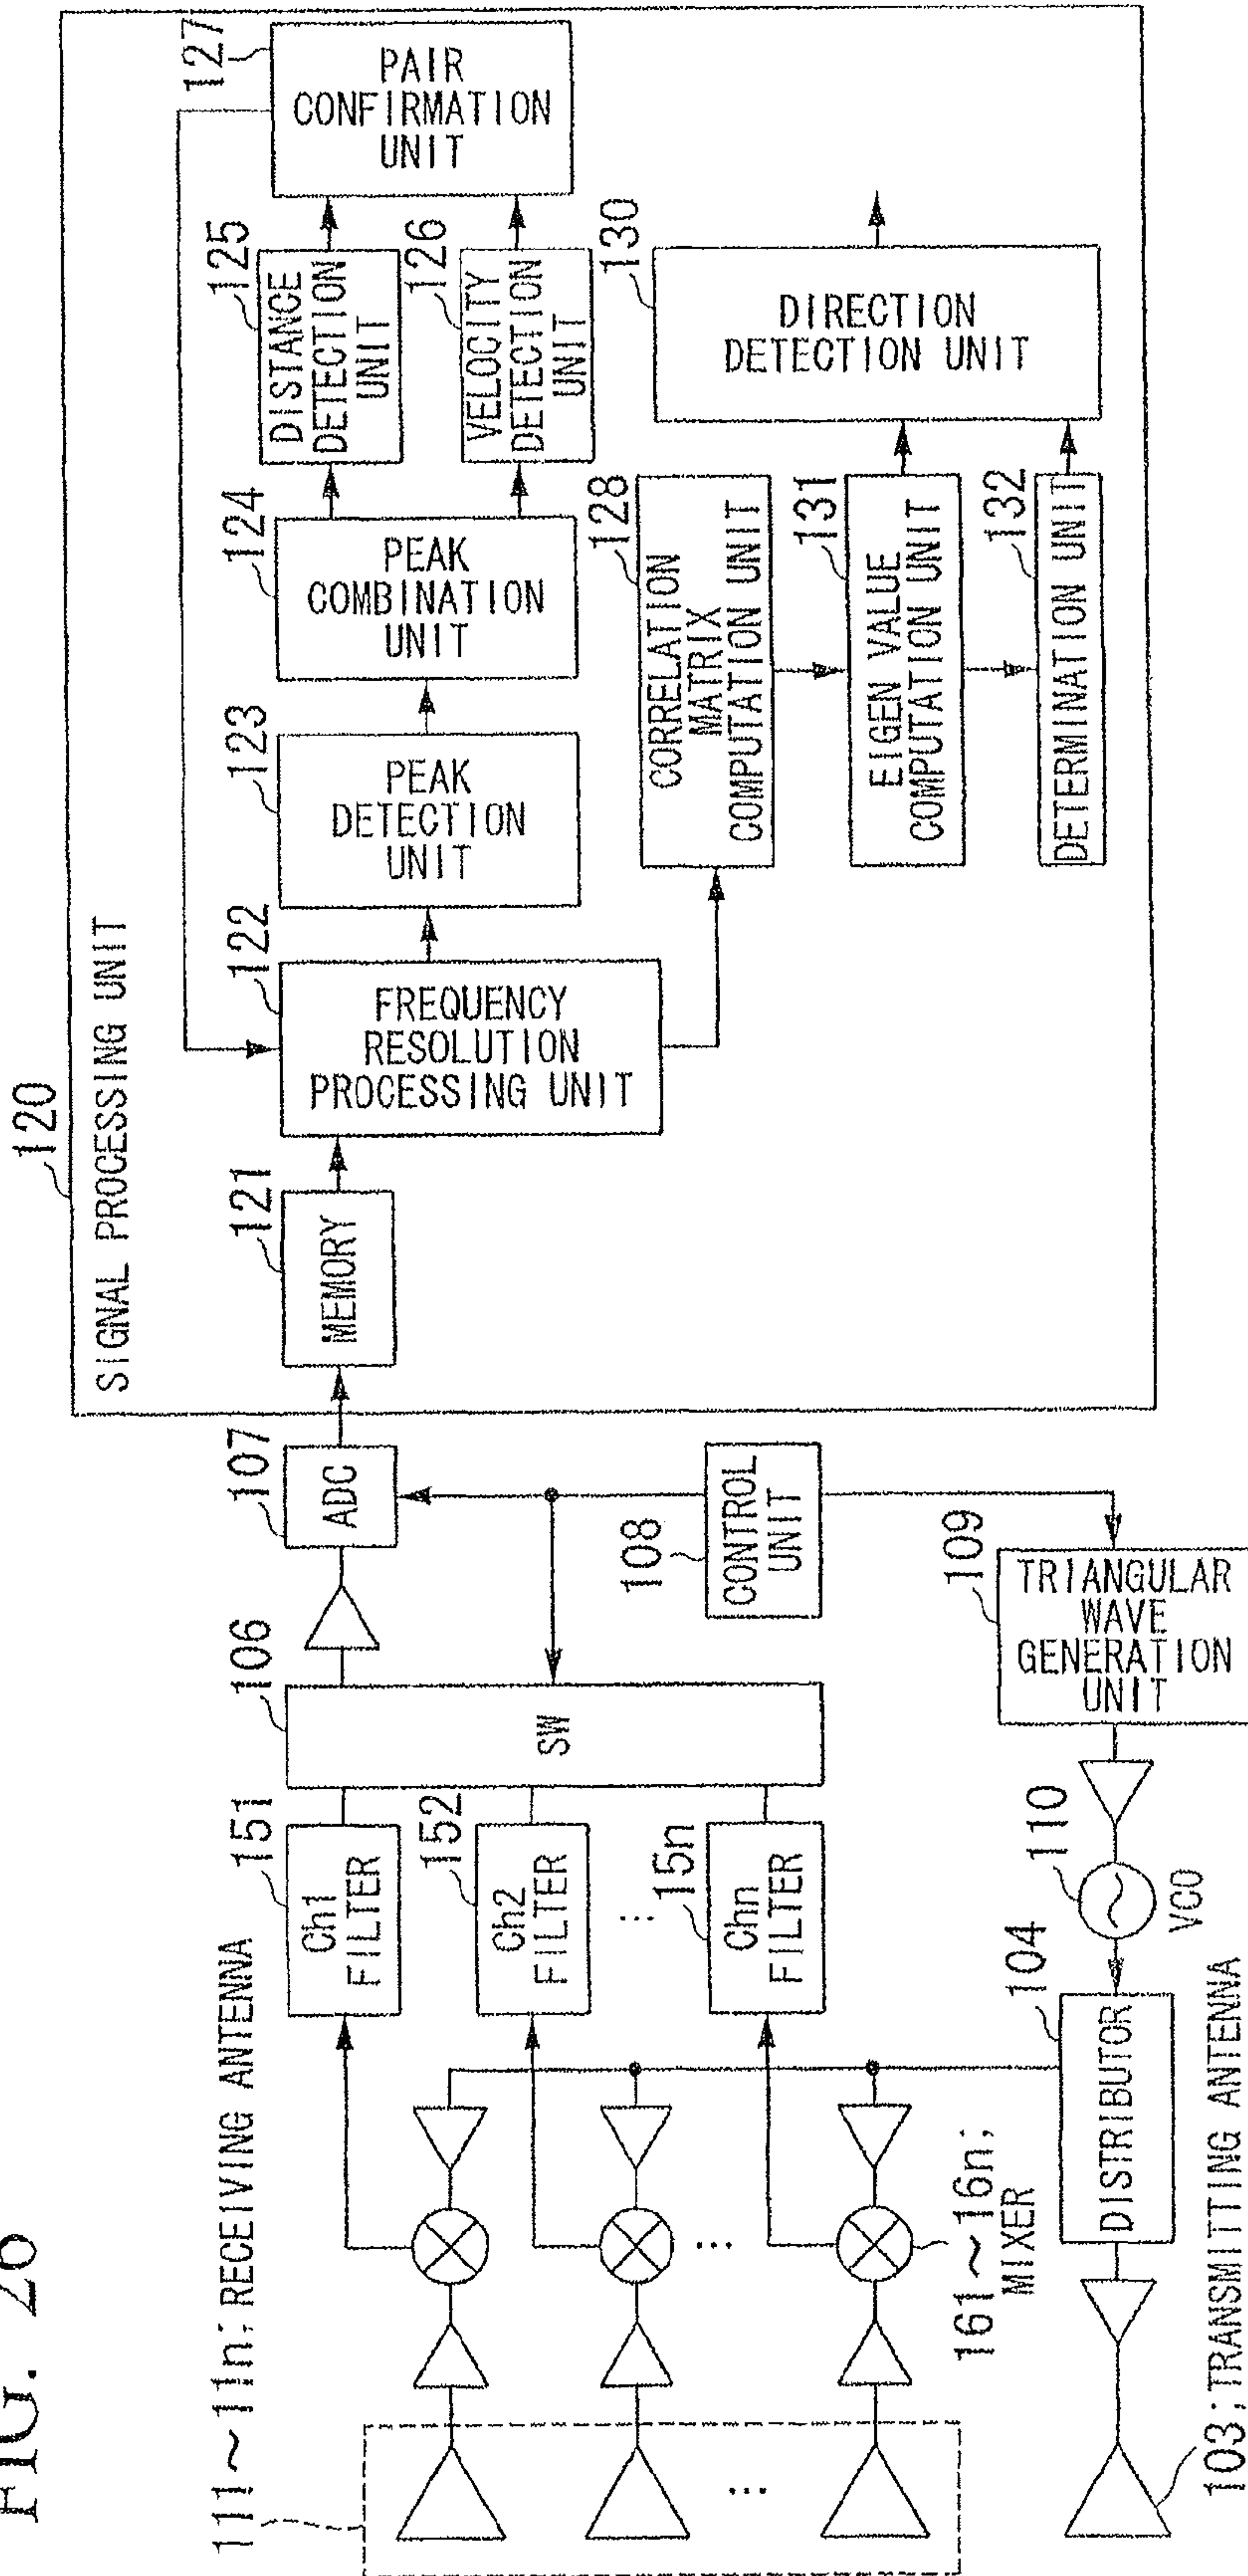 FIG. 26
111~11n; RECEIVING ANTENNA
151
Ch1
FILTER
152
Ch2
FILTER
...
15n
Chn
FILTER
...
...
161~16n;
MIXER
103; TRANSMITTING ANTENNA
104
DISTRIBUTOR
110
VCO
109
TRIANGULAR
WAVE
GENERATION
UNIT
106
SW
108
CONTROL
UNIT
107
ADC
120
SIGNAL PROCESSING UNIT
121
MEMORY
122
FREQUENCY
RESOLUTION
PROCESSING UNIT
123
PEAK
DETECTION
UNIT
124
PEAK
COMBINATION
UNIT
125
DISTANCE
DETECTION
UNIT
126
VELOCITY
DETECTION
UNIT
127
PAIR
CONFIRMATION
UNIT
128
CORRELATION
MATRIX
COMPUTATION UNIT
131
EIGEN VALUE
COMPUTATION UNIT
132
DETERMINATION UNIT
130
DIRECTION
DETECTION UNIT